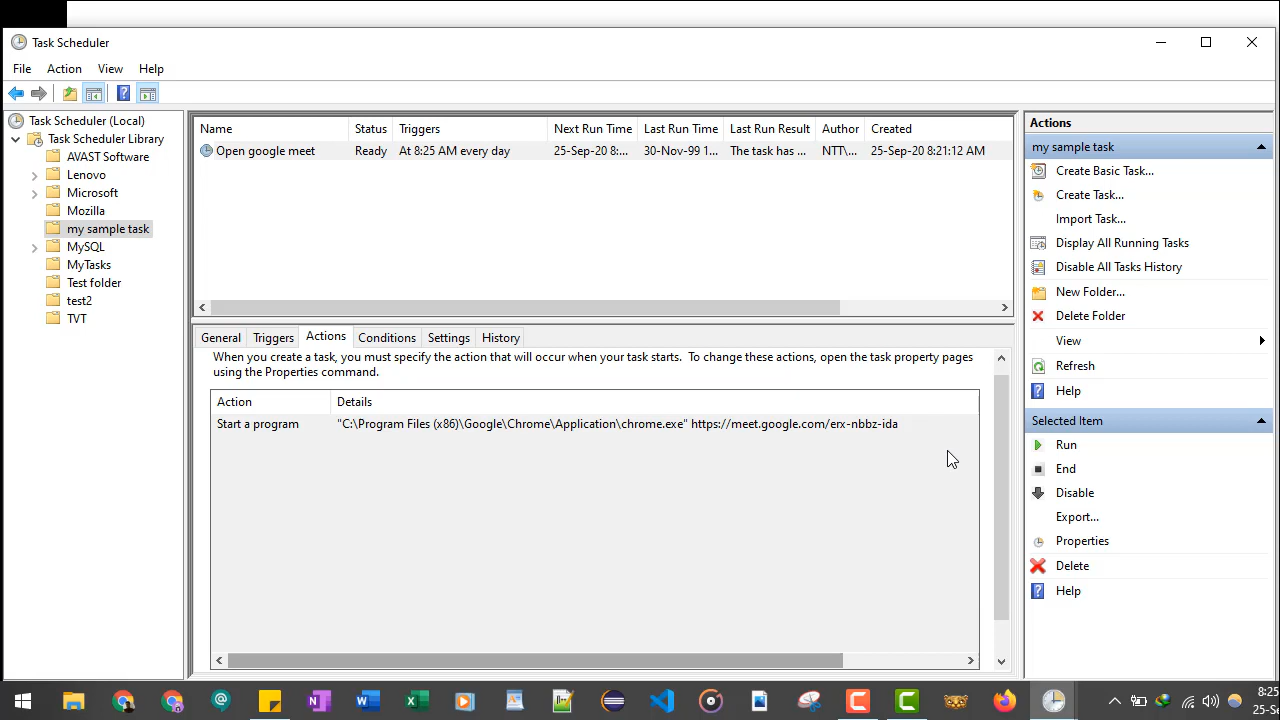 Task Scheduler
File Action View Help
Task Scheduler (Local)
Task Scheduler Library
AVAST Software
Lenovo
Microsoft
Mozilla
my sample task
MySQL
MyTasks
Test folder
test2
TVT
Name Status Triggers Next Run Time Last Run Time Last Run Result Author Created
Open google meet Ready At 8:25 AM every day 25-Sep-20 8:... 30-Nov-99 1... The task has ... NTT\... 25-Sep-20 8:21:12 AM
General Triggers Actions Conditions Settings History
When you create a task, you must specify the action that will occur when your task starts. To change these actions, open the task property pages
using the Properties command.
Action Details
Start a program "C:\Program Files (x86)\Google\Chrome\Application\chrome.exe" https://meet.google.com/erx-nbbz-ida
Actions
my sample task
Create Basic Task...
Create Task...
Import Task...
Display All Running Tasks
Disable All Tasks History
New Folder...
Delete Folder
View
Refresh
Help
Selected Item
Run
End
Disable
Export...
Properties
Delete
Help
8:25
25-Se